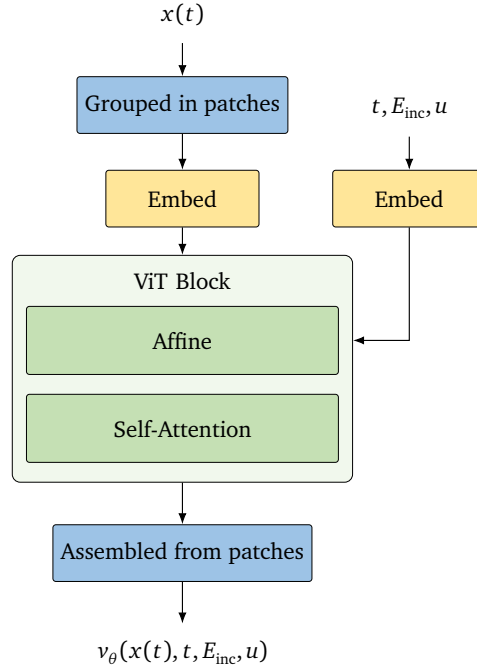 x(t)
Grouped in patches
t, E_inc, u
Embed
Embed
ViT Block
Affine
Self-Attention
Assembled from patches
v_θ(x(t), t, E_inc, u)